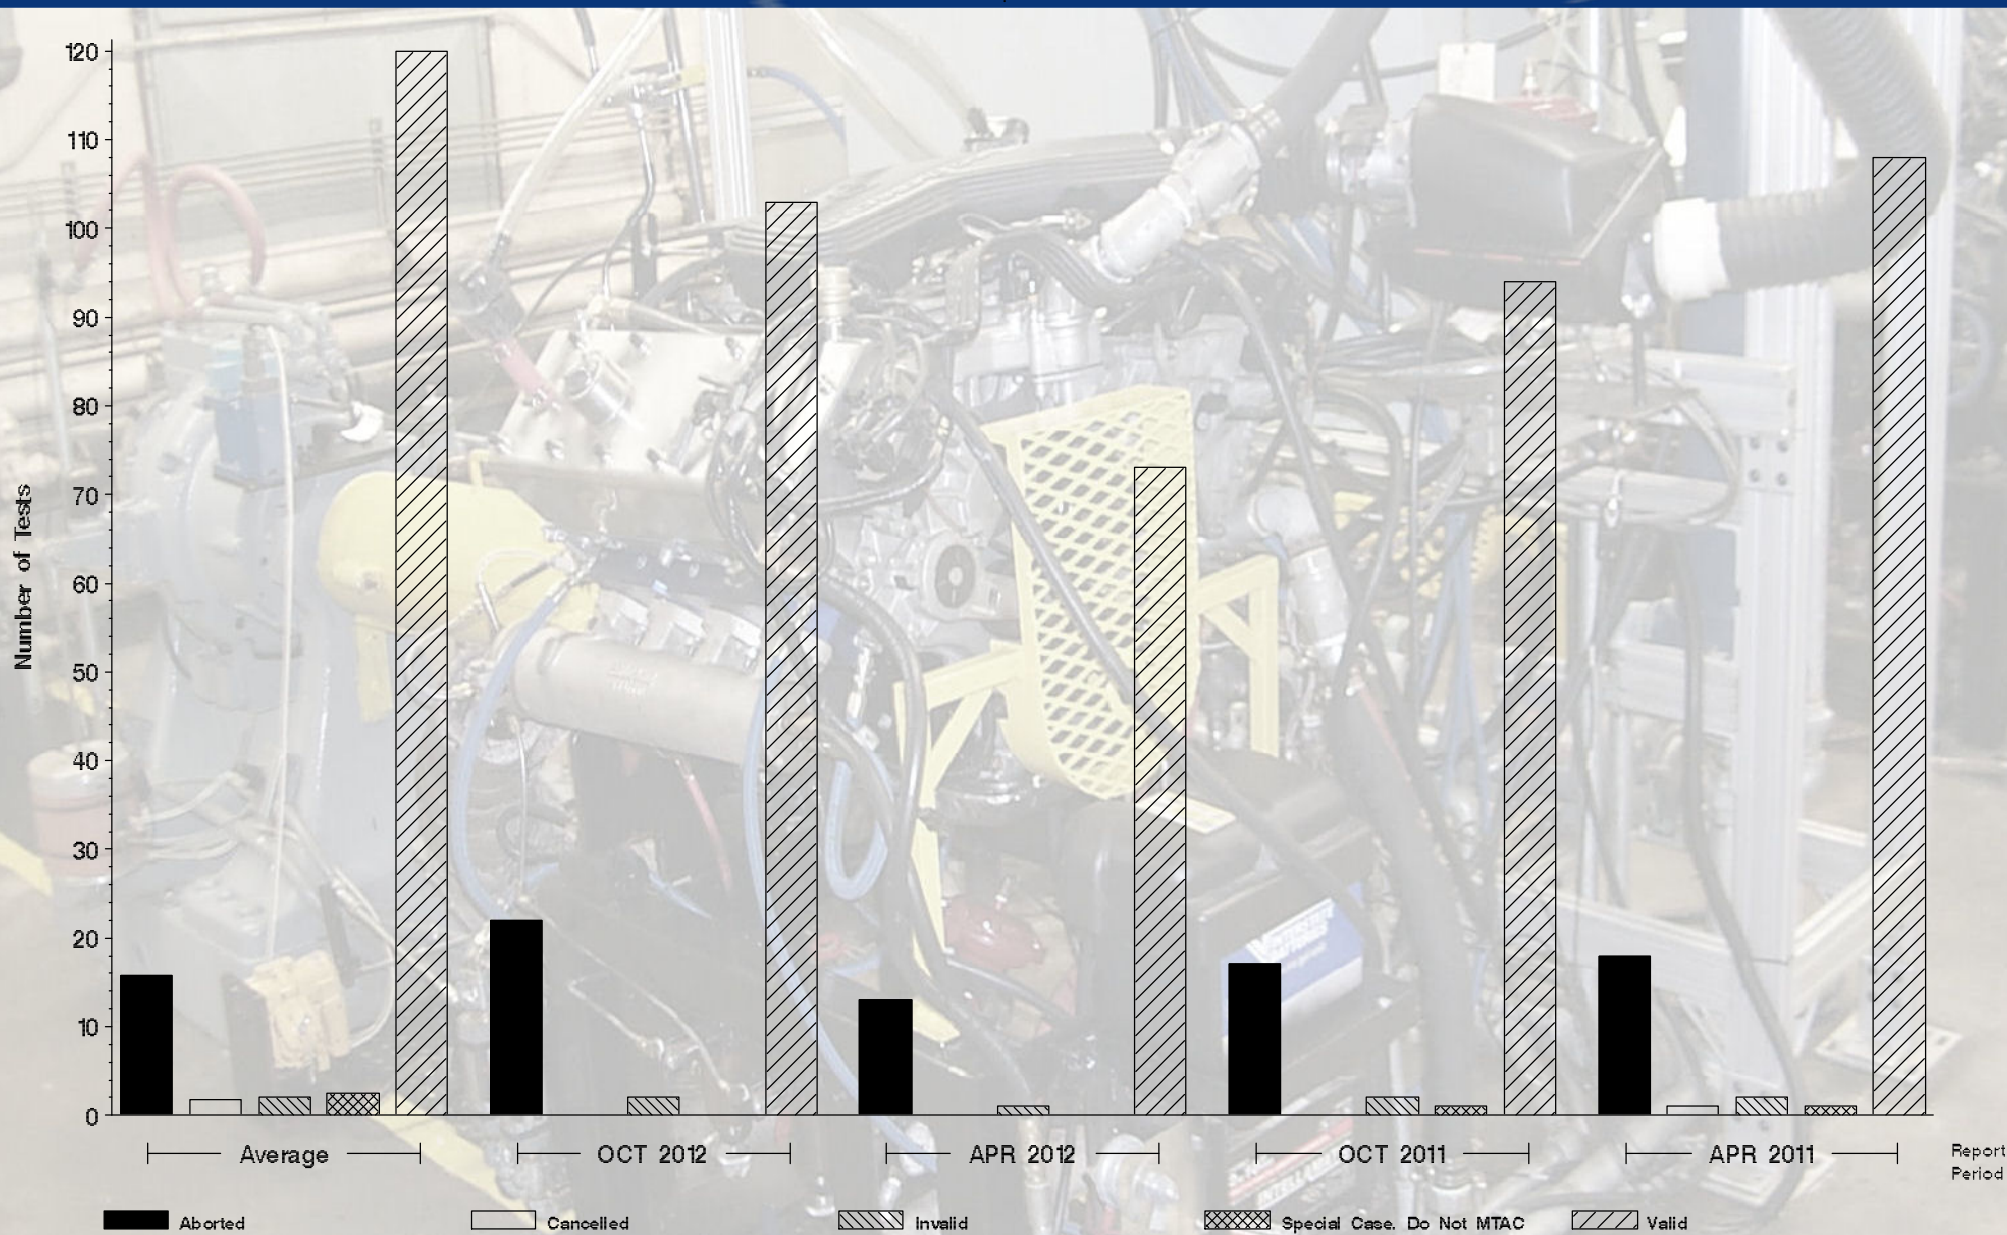 120
110
100
90
80
70
60
50
40
30
20
10
0
Number of Tests
Average
OCT 2012
APR 2012
OCT 2011
APR 2011
Report
Period
Aborted
Cancelled
Invalid
Special Case. Do Not MTAC
Valid